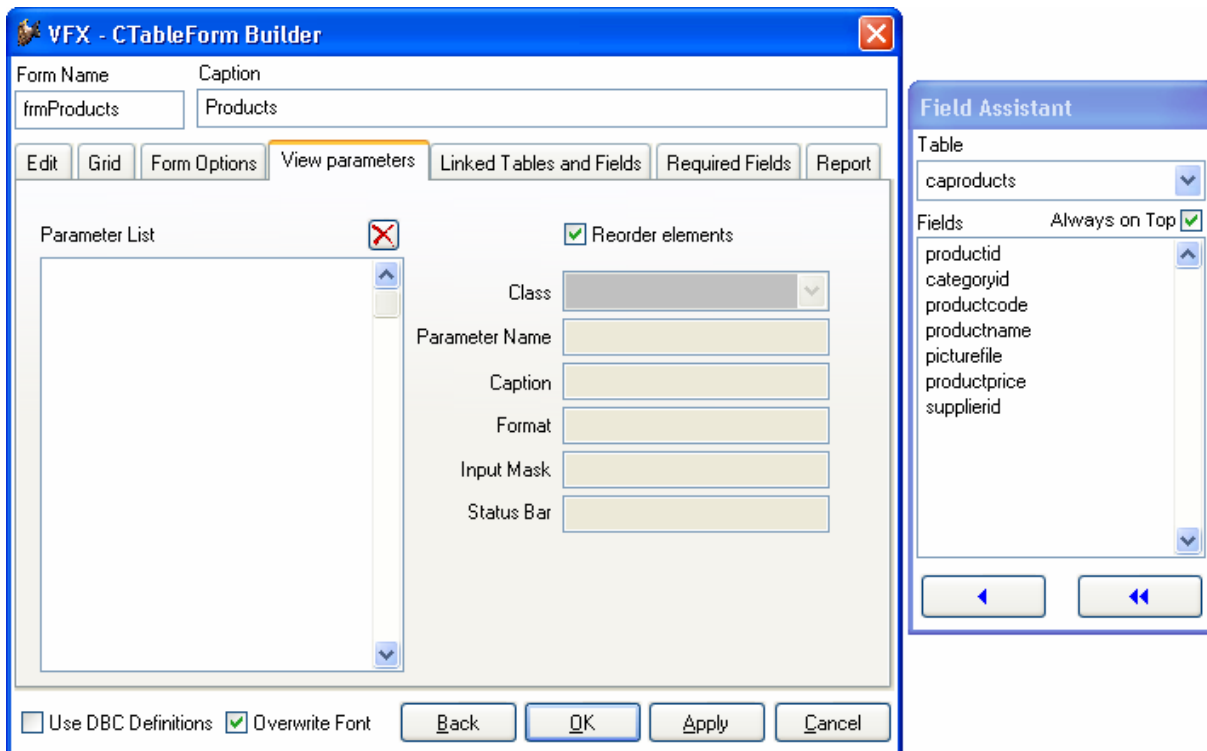 VFX - CTableForm Builder
Form Name
Caption
frmProducts
Products
Edit
Grid
Form Options
View parameters
Linked Tables and Fields
Required Fields
Report
Parameter List
Reorder elements
Class
Parameter Name
Caption
Format
Input Mask
Status Bar
Use DBC Definitions
Overwrite Font
Back
OK
Apply
Cancel
Field Assistant
Table
caproducts
Fields
Always on Top
productid
categoryid
productcode
productname
picturefile
productprice
supplierid